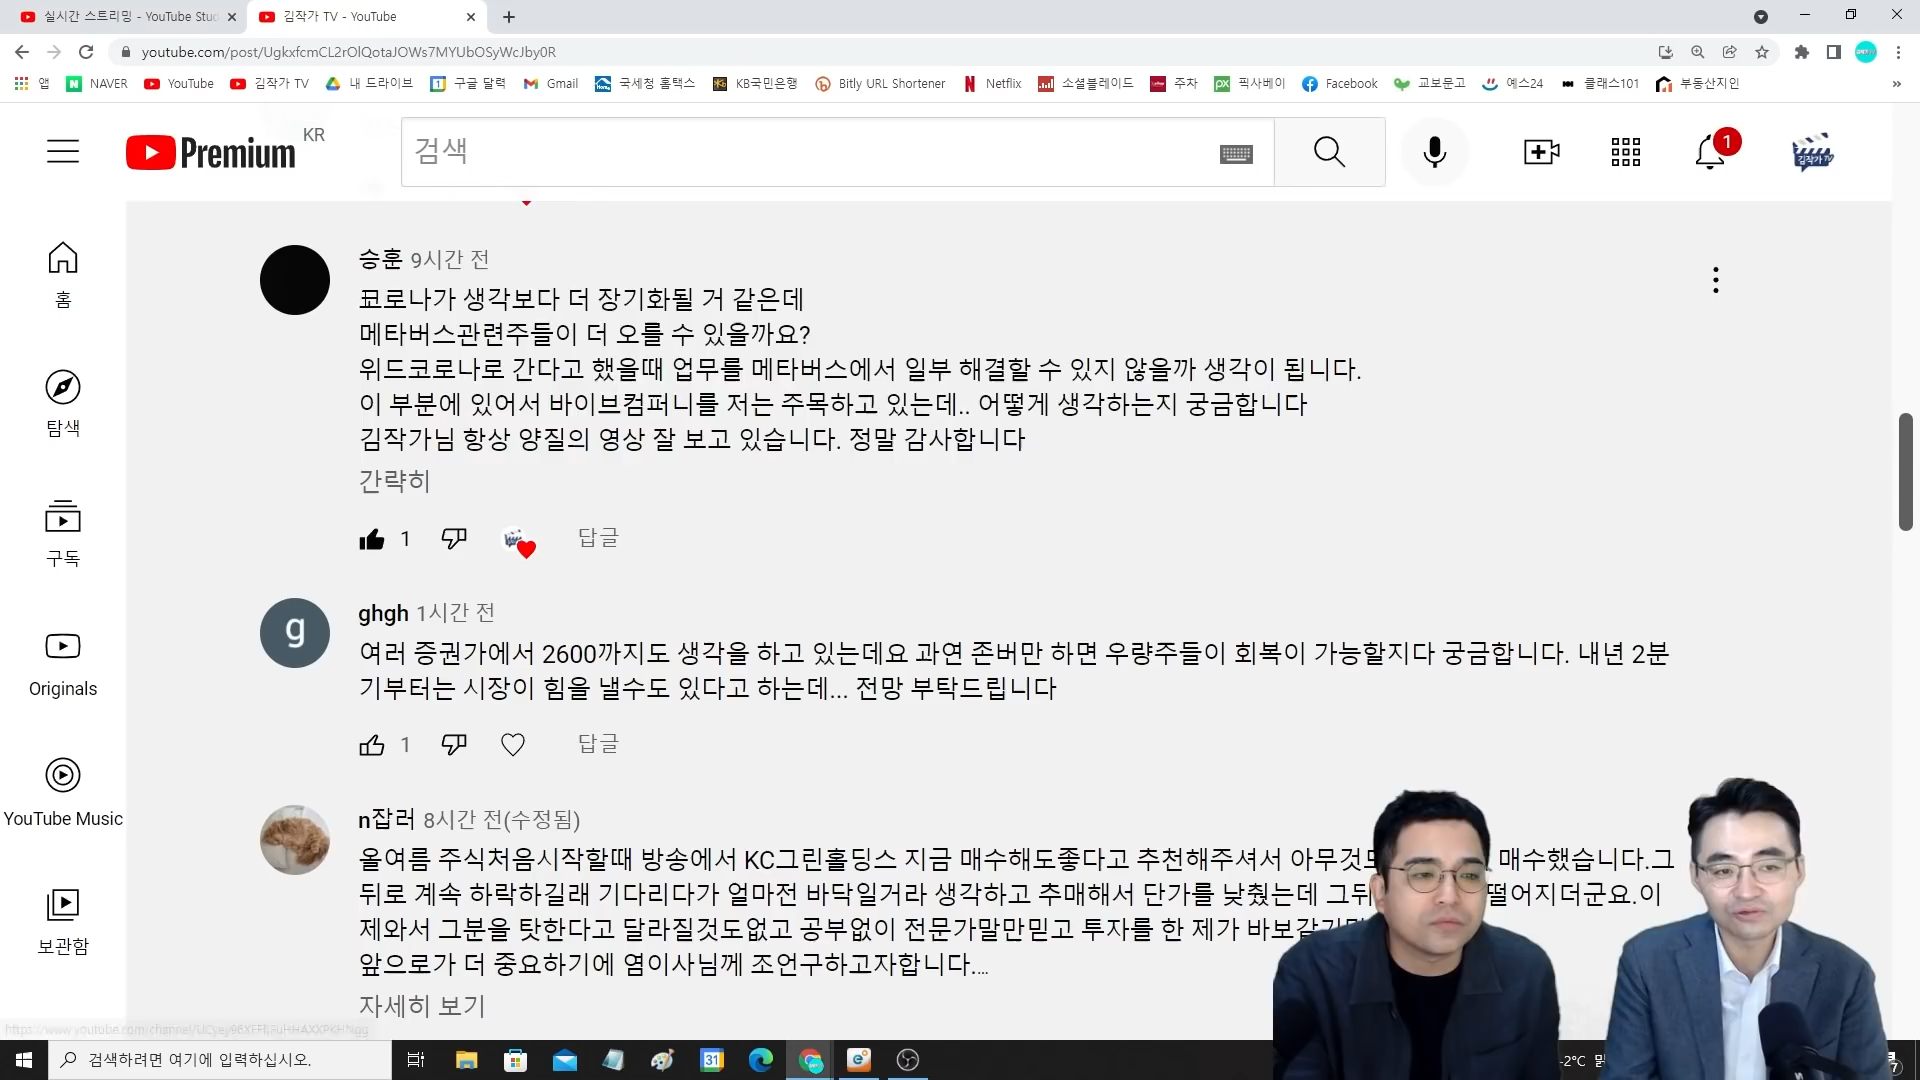 실시간 스트리밍 - YouTube Stu
김작가 TV - YouTube
youtube.com/post/UgkxfcmCL2rOlQotaJOWs7MYUbOSyWcJby0R
앱 NAVER YouTube 김작가 TV 내 드라이브 구글 달력 Gmail 국세청 홈택스 KB국민은행 Bitly URL Shortener Netflix 소셜블레이드 주차 픽사베이 Facebook 교보문고 예스24 클래스101 부동산지인 »
Premium KR
검색
1
김작가 TV
홈
탐색
구독
Originals
YouTube Music
보관함
승훈 9시간 전
쿄로나가 생각보다 더 장기화될 거 같은데
메타버스관련주들이 더 오를 수 있을까요?
위드코로나로 간다고 했을때 업무를 메타버스에서 일부 해결할 수 있지 않을까 생각이 됩니다.
이 부분에 있어서 바이브컴퍼니를 저는 주목하고 있는데.. 어떻게 생각하는지 궁금합니다
김작가님 항상 양질의 영상 잘 보고 있습니다. 정말 감사합니다
간략히
1 답글
g
ghgh 1시간 전
여러 증권가에서 2600까지도 생각을 하고 있는데요 과연 존버만 하면 우량주들이 회복이 가능할지다 궁금합니다. 내년 2분
기부터는 시장이 힘을 낼수도 있다고 하는데... 전망 부탁드립니다
1 답글
n잡러 8시간 전(수정됨)
올여름 주식처음시작할때 방송에서 KC그린홀딩스 지금 매수해도좋다고 추천해주셔서 매수했습니다.그
뒤로 계속 하락하길래 기다리다가 얼마전 바닥일거라 생각하고 추매해서 단가를 낮췄는데 떨어지더군요.이
제와서 그분을 탓한다고 달라질것도없고 공부없이 전문가말만믿고 투자를 한 제가
앞으로가 더 중요하기에 염이사님께 조언구하고자합니다....
자세히 보기
검색하려면 여기에 입력하십시오.
31
-2°C
7